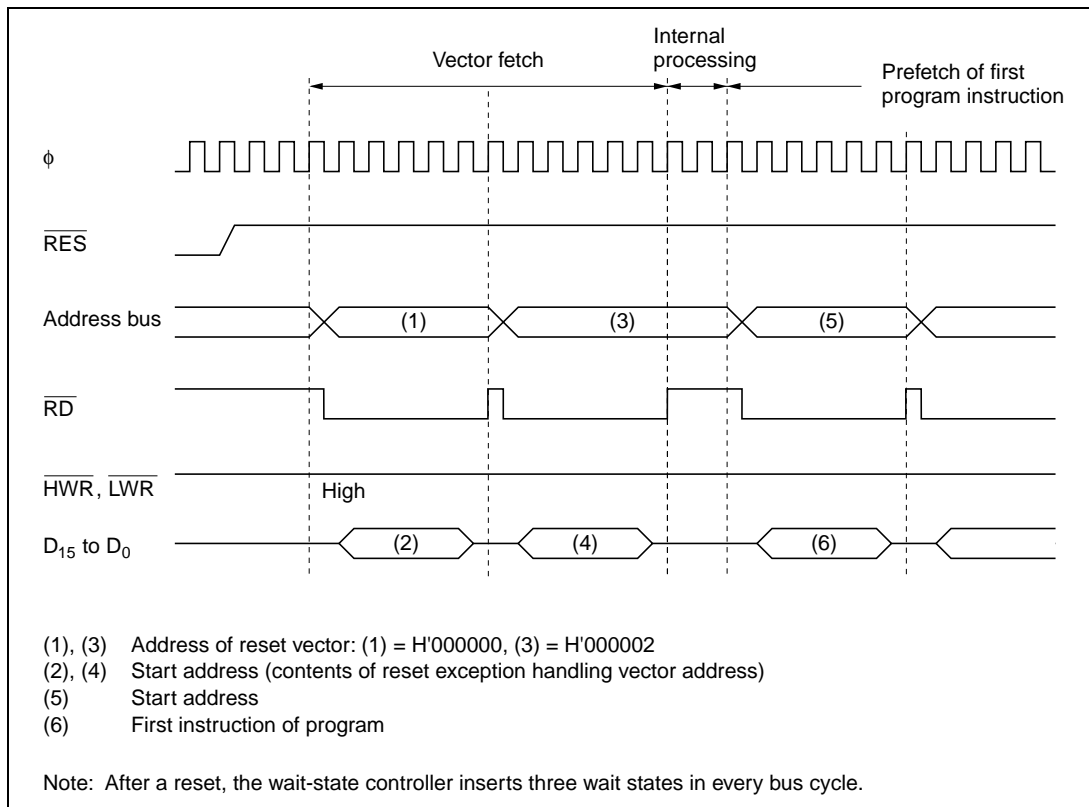 Vector fetch
Internal
processing
Prefetch of first
program instruction
ϕ
RES
Address bus
(1)
(3)
(5)
RD
HWR, LWR
High
D15 to D0
(2)
(4)
(6)
(1), (3) Address of reset vector: (1) = H'000000, (3) = H'000002
(2), (4) Start address (contents of reset exception handling vector address)
(5) Start address
(6) First instruction of program
Note: After a reset, the wait-state controller inserts three wait states in every bus cycle.